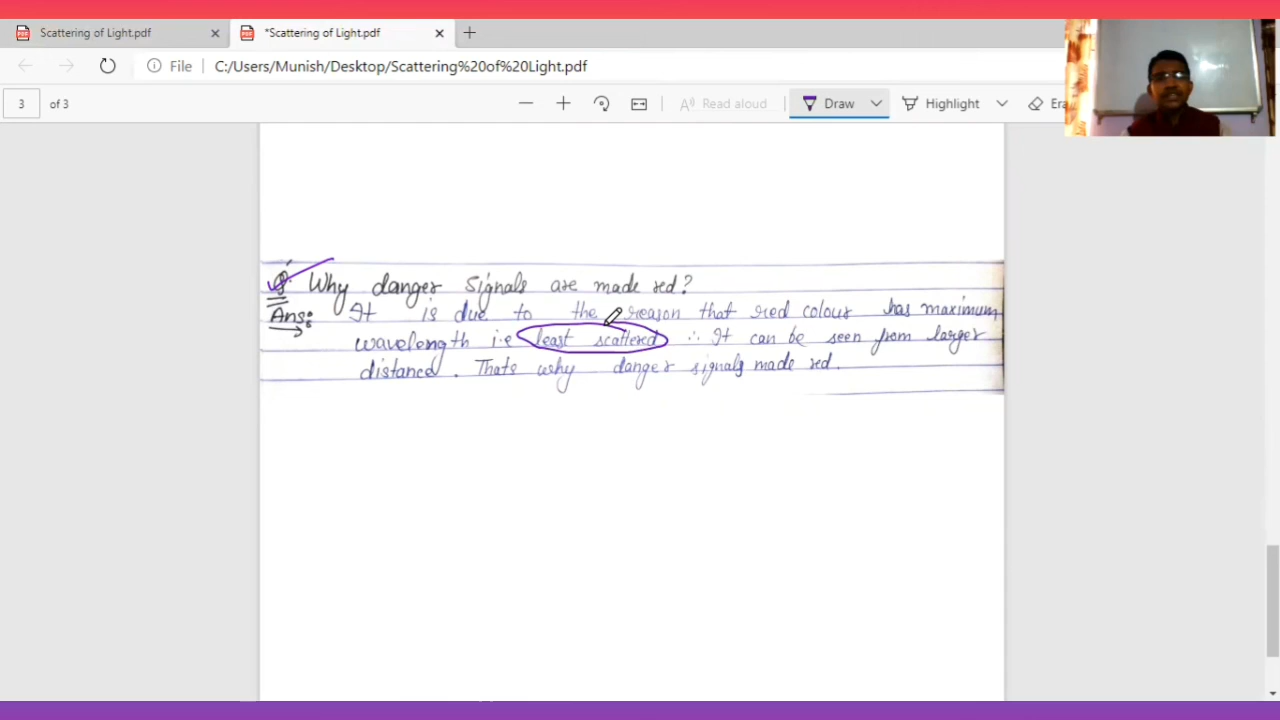 Scattering of Light.pdf
*Scattering of Light.pdf
File C:/Users/Munish/Desktop/Scattering%20of%20Light.pdf
3 of 3
Read aloud
Draw
Highlight
Era
Q Why danger signals are made red?
Ans: It is due to the reason that red colour has maximum
wavelength i.e least scattered ∴ It can be seen from larger
distanced. Thats why danger signals made red.